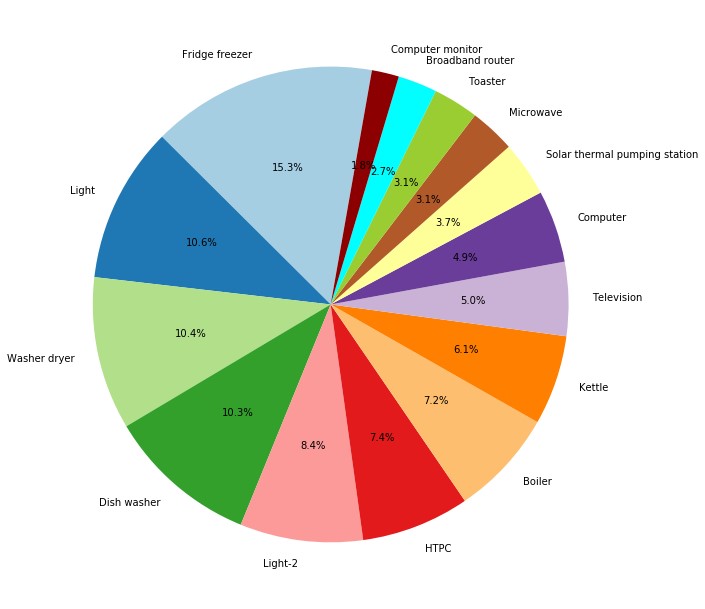 Computer monitor
Fridge freezer
Broadband router
Toaster
Microwave
Solar thermal pumping station
1.8%
15.3%
2.7%
3.1%
Light
3.1%
Computer
3.7%
10.6%
4.9%
Television
5.0%
10.4%
6.1%
Washer dryer
Kettle
7.2%
10.3%
7.4%
8.4%
Boiler
Dish washer
HTPC
Light-2